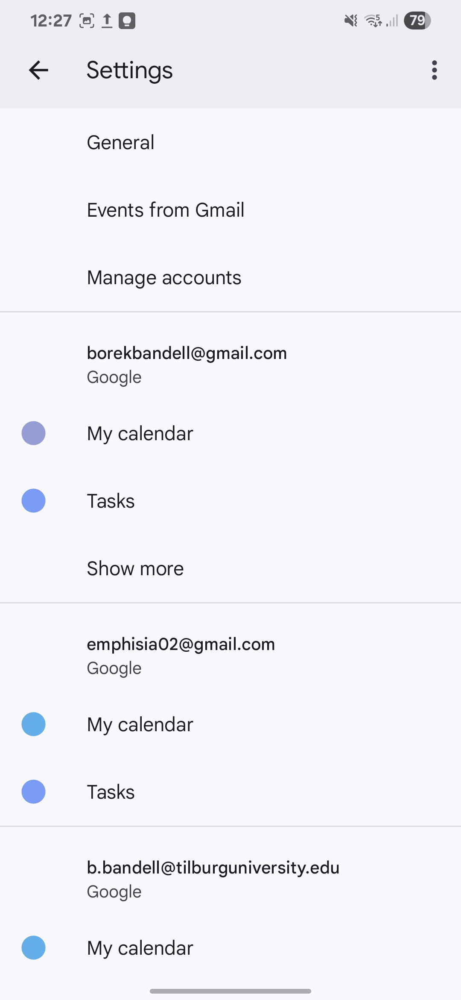 12:27
5
79
Settings
General
Events from Gmail
Manage accounts
borekbandell@gmail.com
Google
My calendar
Tasks
Show more
emphisia02@gmail.com
Google
My calendar
Tasks
b.bandell@tilburguniversity.edu
Google
My calendar